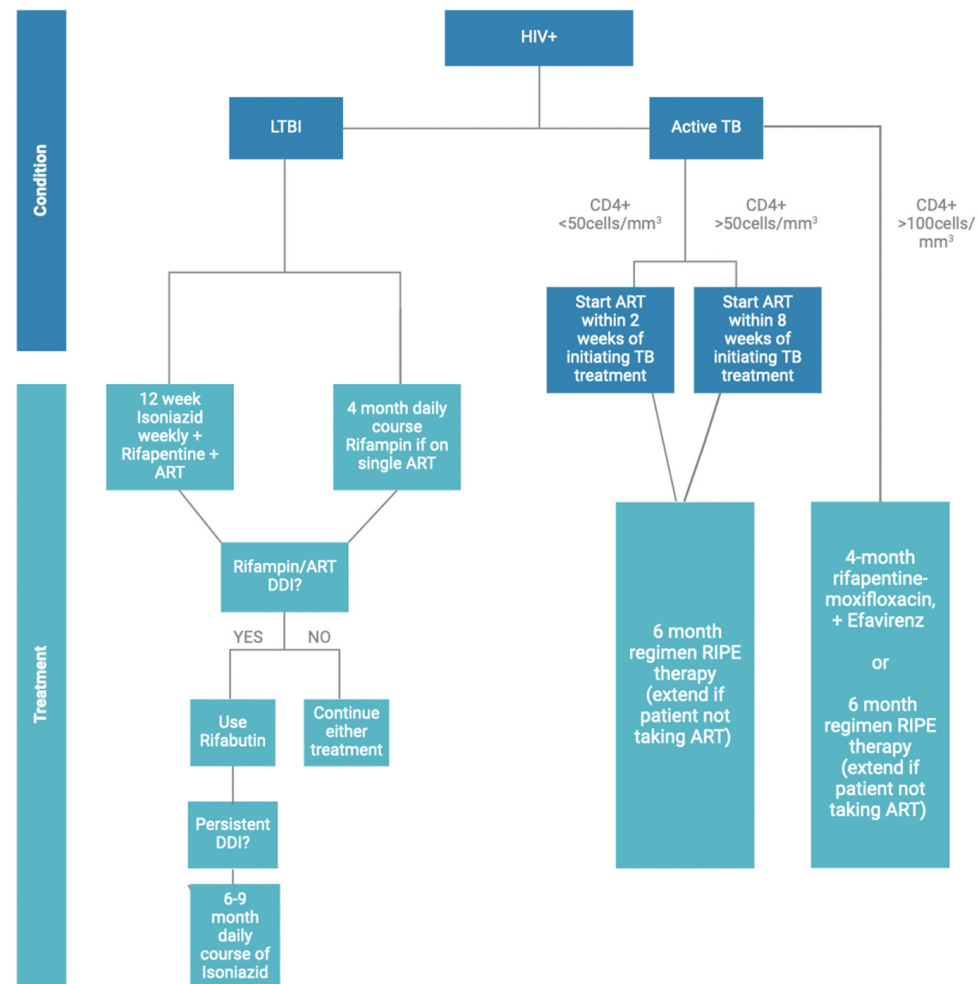 HIV+
LTBI
Active TB
Condition
CD4+
<50cells/mm³
CD4+
>50cells/mm³
CD4+
>100cells/
mm³
Start ART
within 2
weeks of
initiating TB
treatment
Start ART
within 8
weeks of
initiating TB
treatment
Treatment
12 week
Isoniazid
weekly +
Rifapentine +
ART
4 month daily
course
Rifampin if on
single ART
Rifampin/ART
DDI?
YES
NO
Use
Rifabutin
Continue
either
treatment
Persistent
DDI?
6-9
month
daily
course of
Isoniazid
6 month
regimen RIPE
therapy
(extend if
patient not
taking ART)
4-month
rifapentine-
moxifloxacin,
+ Efavirenz
or
6 month
regimen RIPE
therapy
(extend if
patient not
taking ART)